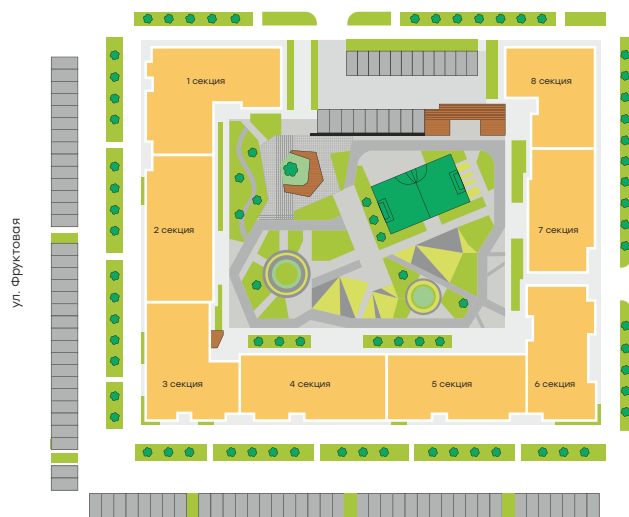 1 секция
8 секция
ул. Фруктовая
2 секция
7 секция
3 секция
4 секция
5 секция
6 секция